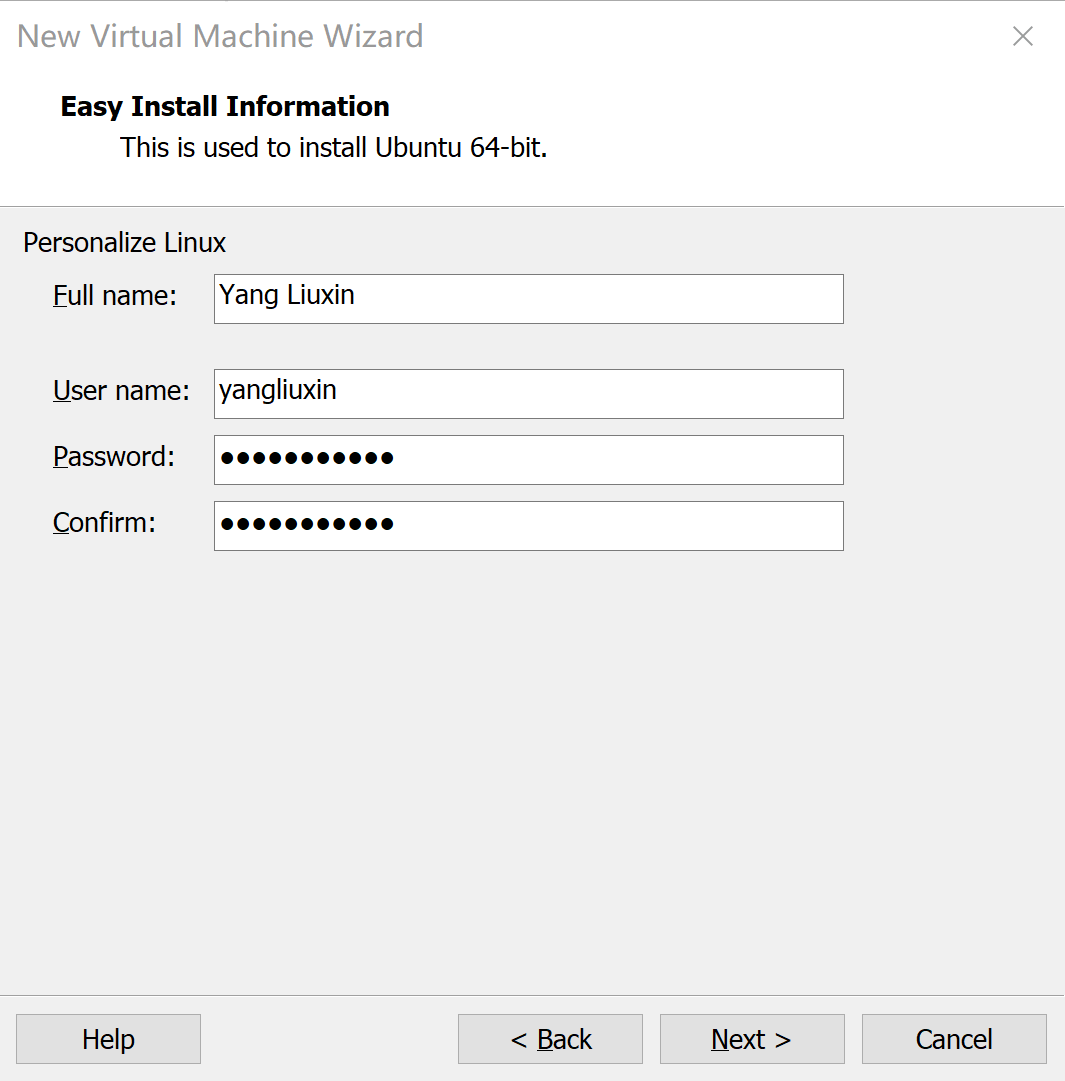 New Virtual Machine Wizard
Easy Install Information
This is used to install Ubuntu 64-bit.
Personalize Linux
Full name: Yang Liuxin
User name: yangliuxin
Password: ●●●●●●●●●●●
Confirm: ●●●●●●●●●●●
Help < Back Next > Cancel